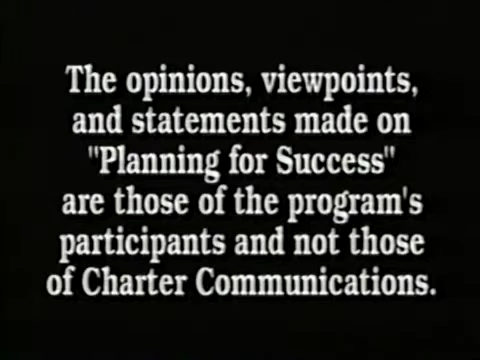 The opinions, viewpoints,
and statements made on
"Planning for Success"
are those of the program's
participants and not those
of Charter Communications.